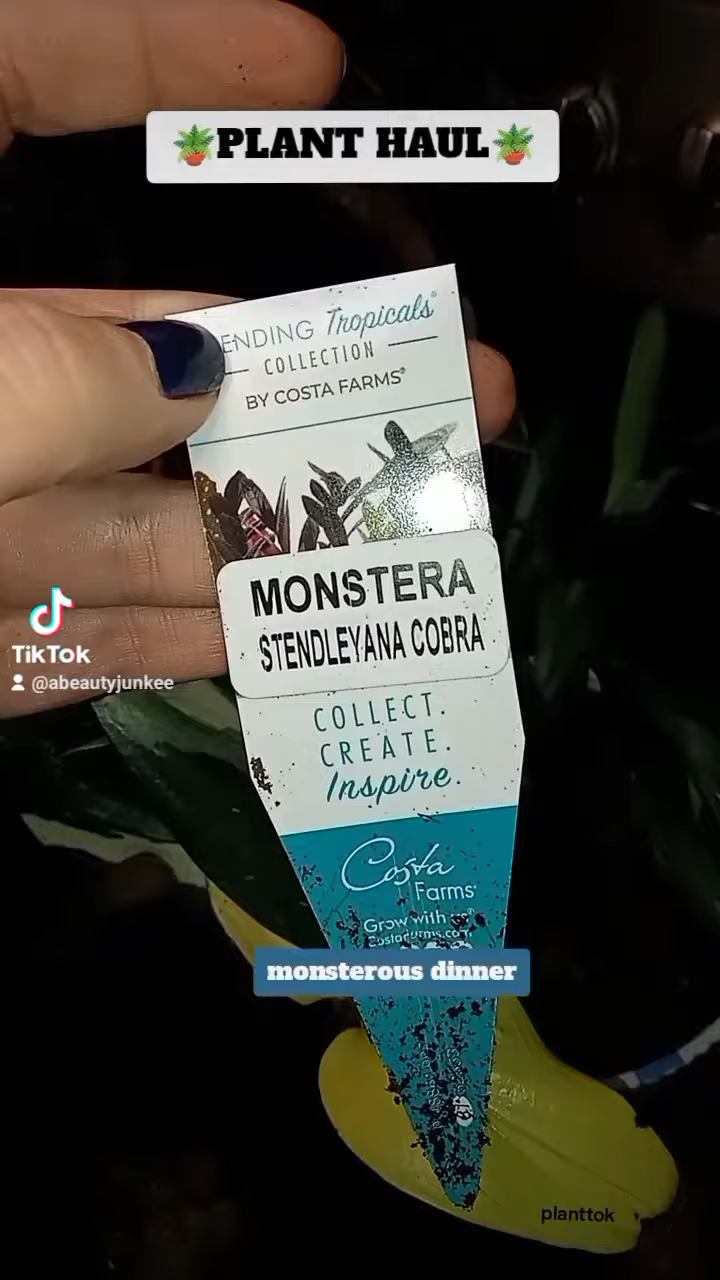 🪴PLANT HAUL🪴
ENDING Tropicals®
COLLECTION
BY COSTA FARMS®
MONSTERA
STENDLEYANA COBRA
COLLECT.
CREATE.
Inspire.
Costa
Farms®
Grow with
TikTok
@abeautyjunkee
monsterous dinner
planttok